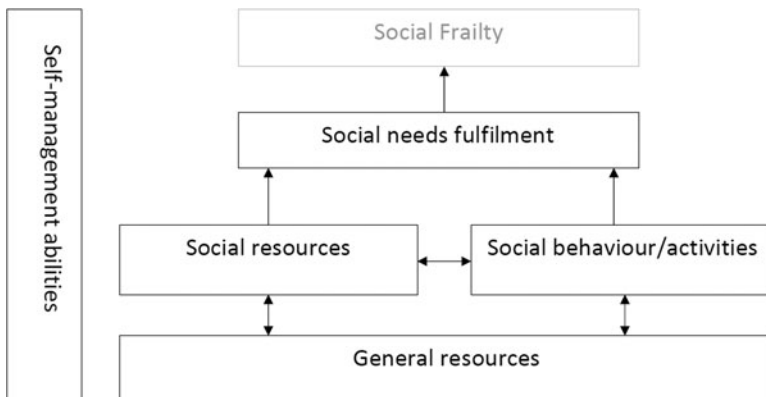 Self-management abilities
Social Frailty
Social needs fulfilment
Social resources
Social behaviour/activities
General resources